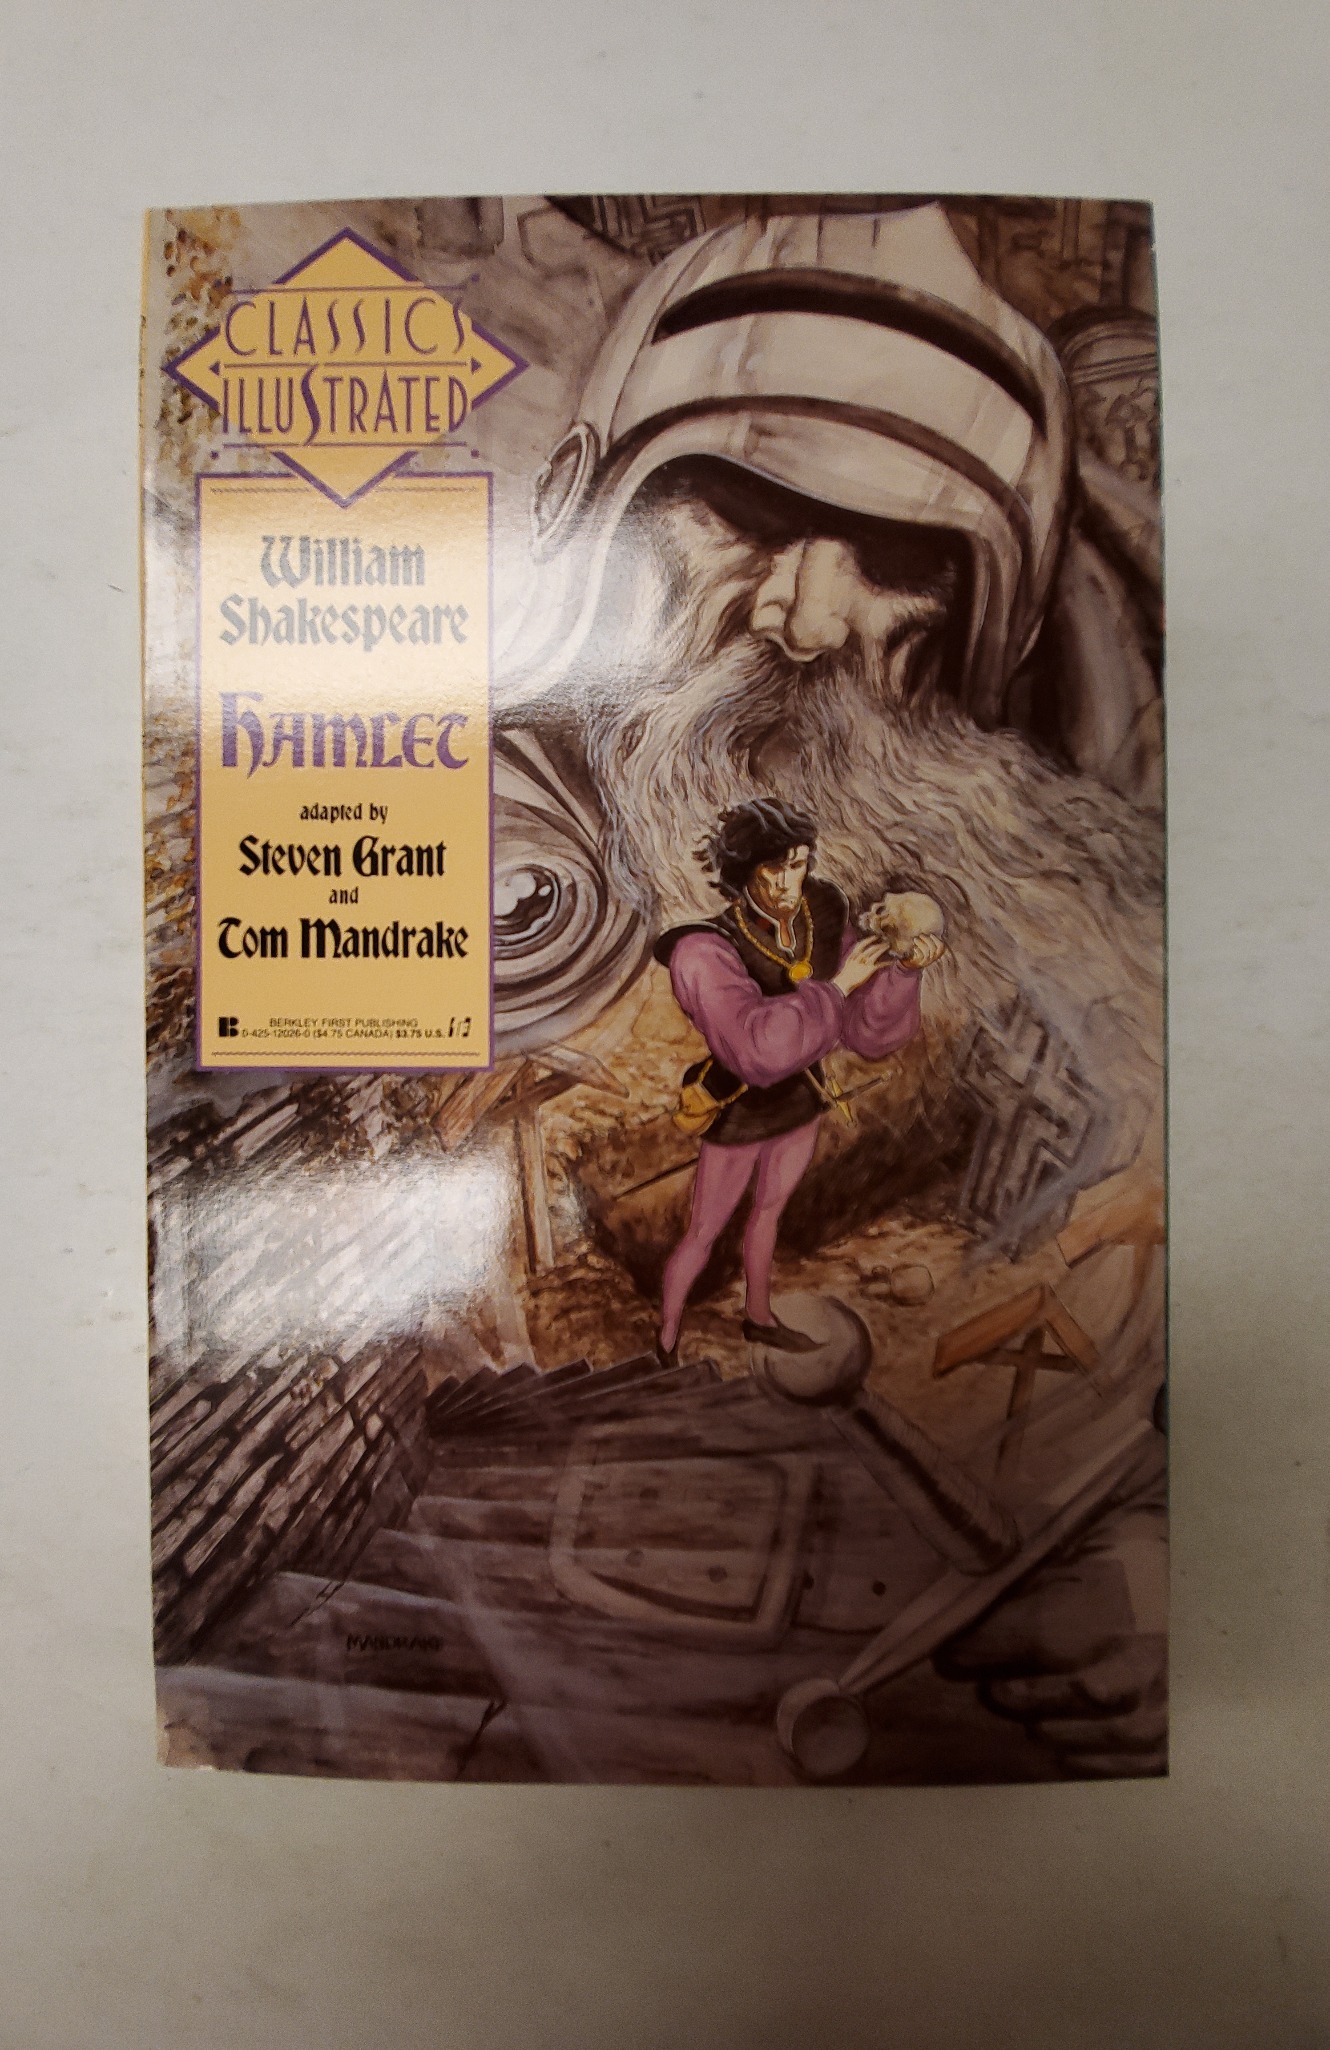 CLASSICS
ILLUSTRATED
William
Shakespeare
HAMLET
adapted by
Steven Grant
and
Tom Mandrake
B BERKLEY FIRST PUBLISHING
0-425-12026-0 ($4.75 CANADA) $3.75 U.S.
MANDRAKE